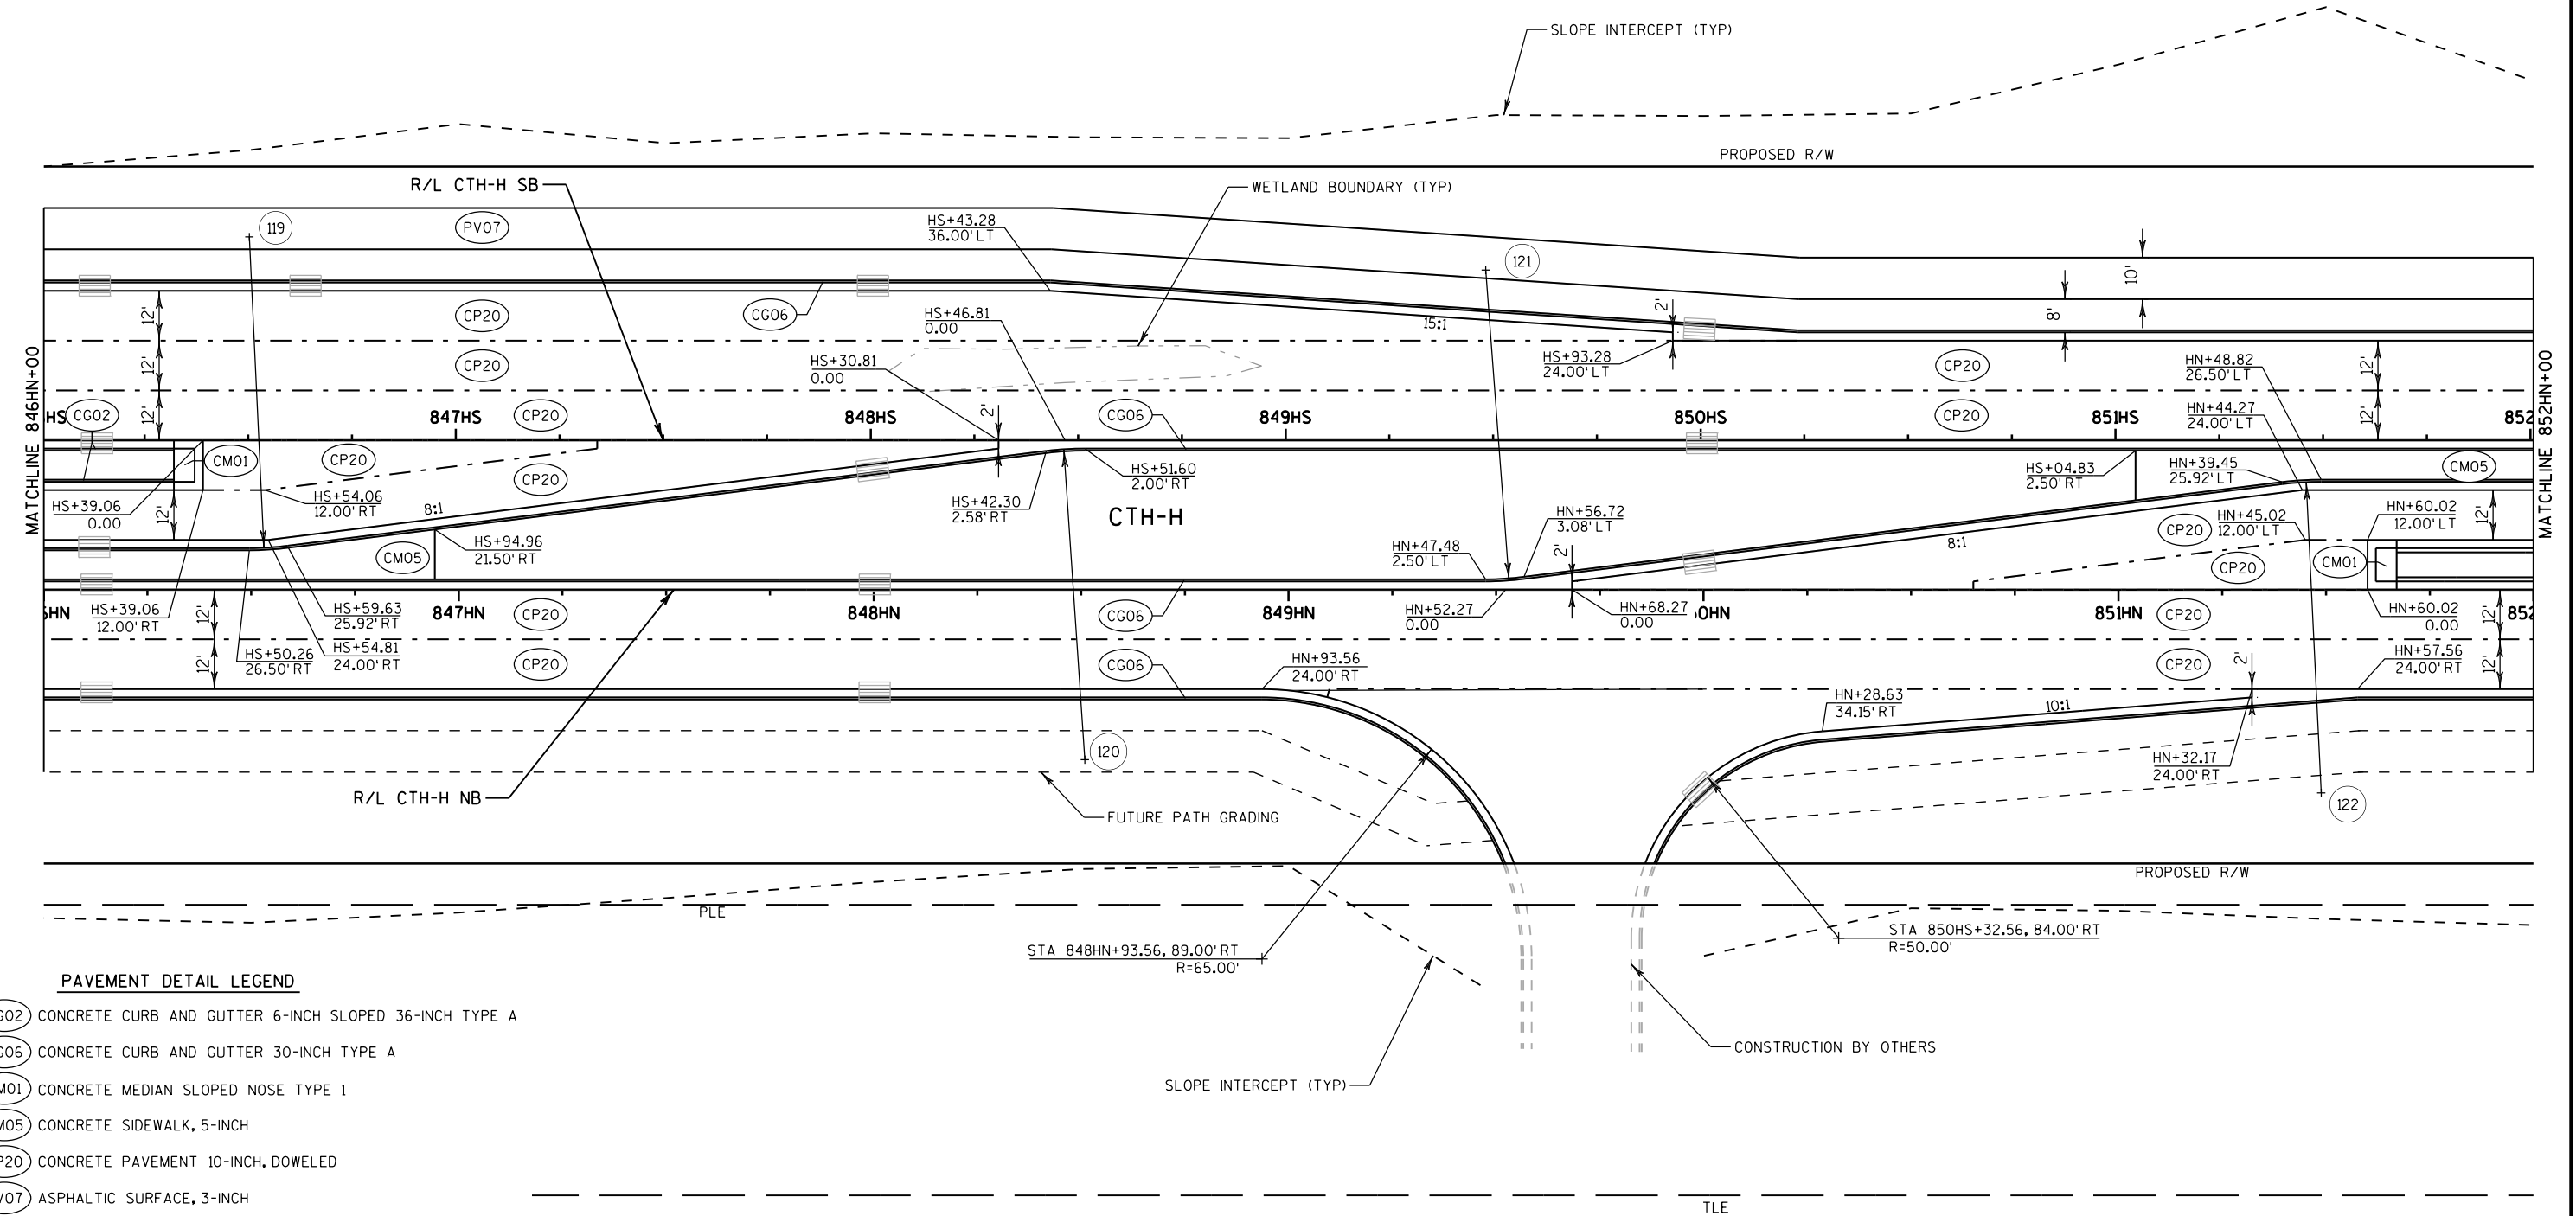 SLOPE INTERCEPT (TYP)
PROPOSED R/W
R/L CTH-H SB
WETLAND BOUNDARY (TYP)
119
PV07
HS+43.28
36.00' LT
121
10'
8'
12'
CP20
CG06
HS+46.81
0.00
15:1
2'
HS+93.28
24.00' LT
12'
CP20
HS+30.81
0.00
CP20
HN+48.82
26.50' LT
12'
MATCHLINE 846HN+00
MATCHLINE 852HN+00
HS
CG02
12'
847HS
CP20
848HS
2'
CG06
849HS
850HS
CP20
851HS
HN+44.27
24.00' LT
12'
852
CM01
CP20
CP20
HS+51.60
2.00' RT
HS+04.83
2.50' RT
HN+39.45
25.92' LT
CM05
HS+39.06
0.00
12'
HS+54.06
12.00' RT
8:1
HS+42.30
2.58' RT
CTH-H
HN+56.72
3.08' LT
CP20
HN+45.02
12.00' LT
HN+60.02
12.00' LT
12'
CM05
HS+94.96
21.50' RT
HN+47.48
2.50' LT
2'
8:1
CP20
CM01
HS+39.06
12.00' RT
12'
HS+59.63
25.92' RT
847HN
CP20
848HN
CG06
849HN
HN+52.27
0.00
HN+68.27
0.00
0HN
851HN
CP20
HN+60.02
0.00
12'
852
HN
12'
HS+50.26
26.50' RT
HS+54.81
24.00' RT
CP20
CG06
HN+93.56
24.00' RT
CP20
2'
HN+57.56
24.00' RT
12'
HN+28.63
34.15' RT
10:1
120
HN+32.17
24.00' RT
R/L CTH-H NB
FUTURE PATH GRADING
122
PROPOSED R/W
PLE
STA 848HN+93.56, 89.00' RT
R=65.00'
STA 850HS+32.56, 84.00' RT
R=50.00'
CONSTRUCTION BY OTHERS
SLOPE INTERCEPT (TYP)
PAVEMENT DETAIL LEGEND
G02 CONCRETE CURB AND GUTTER 6-INCH SLOPED 36-INCH TYPE A
G06 CONCRETE CURB AND GUTTER 30-INCH TYPE A
M01 CONCRETE MEDIAN SLOPED NOSE TYPE 1
M05 CONCRETE SIDEWALK, 5-INCH
P20 CONCRETE PAVEMENT 10-INCH, DOWELED
V07 ASPHALTIC SURFACE, 3-INCH
TLE